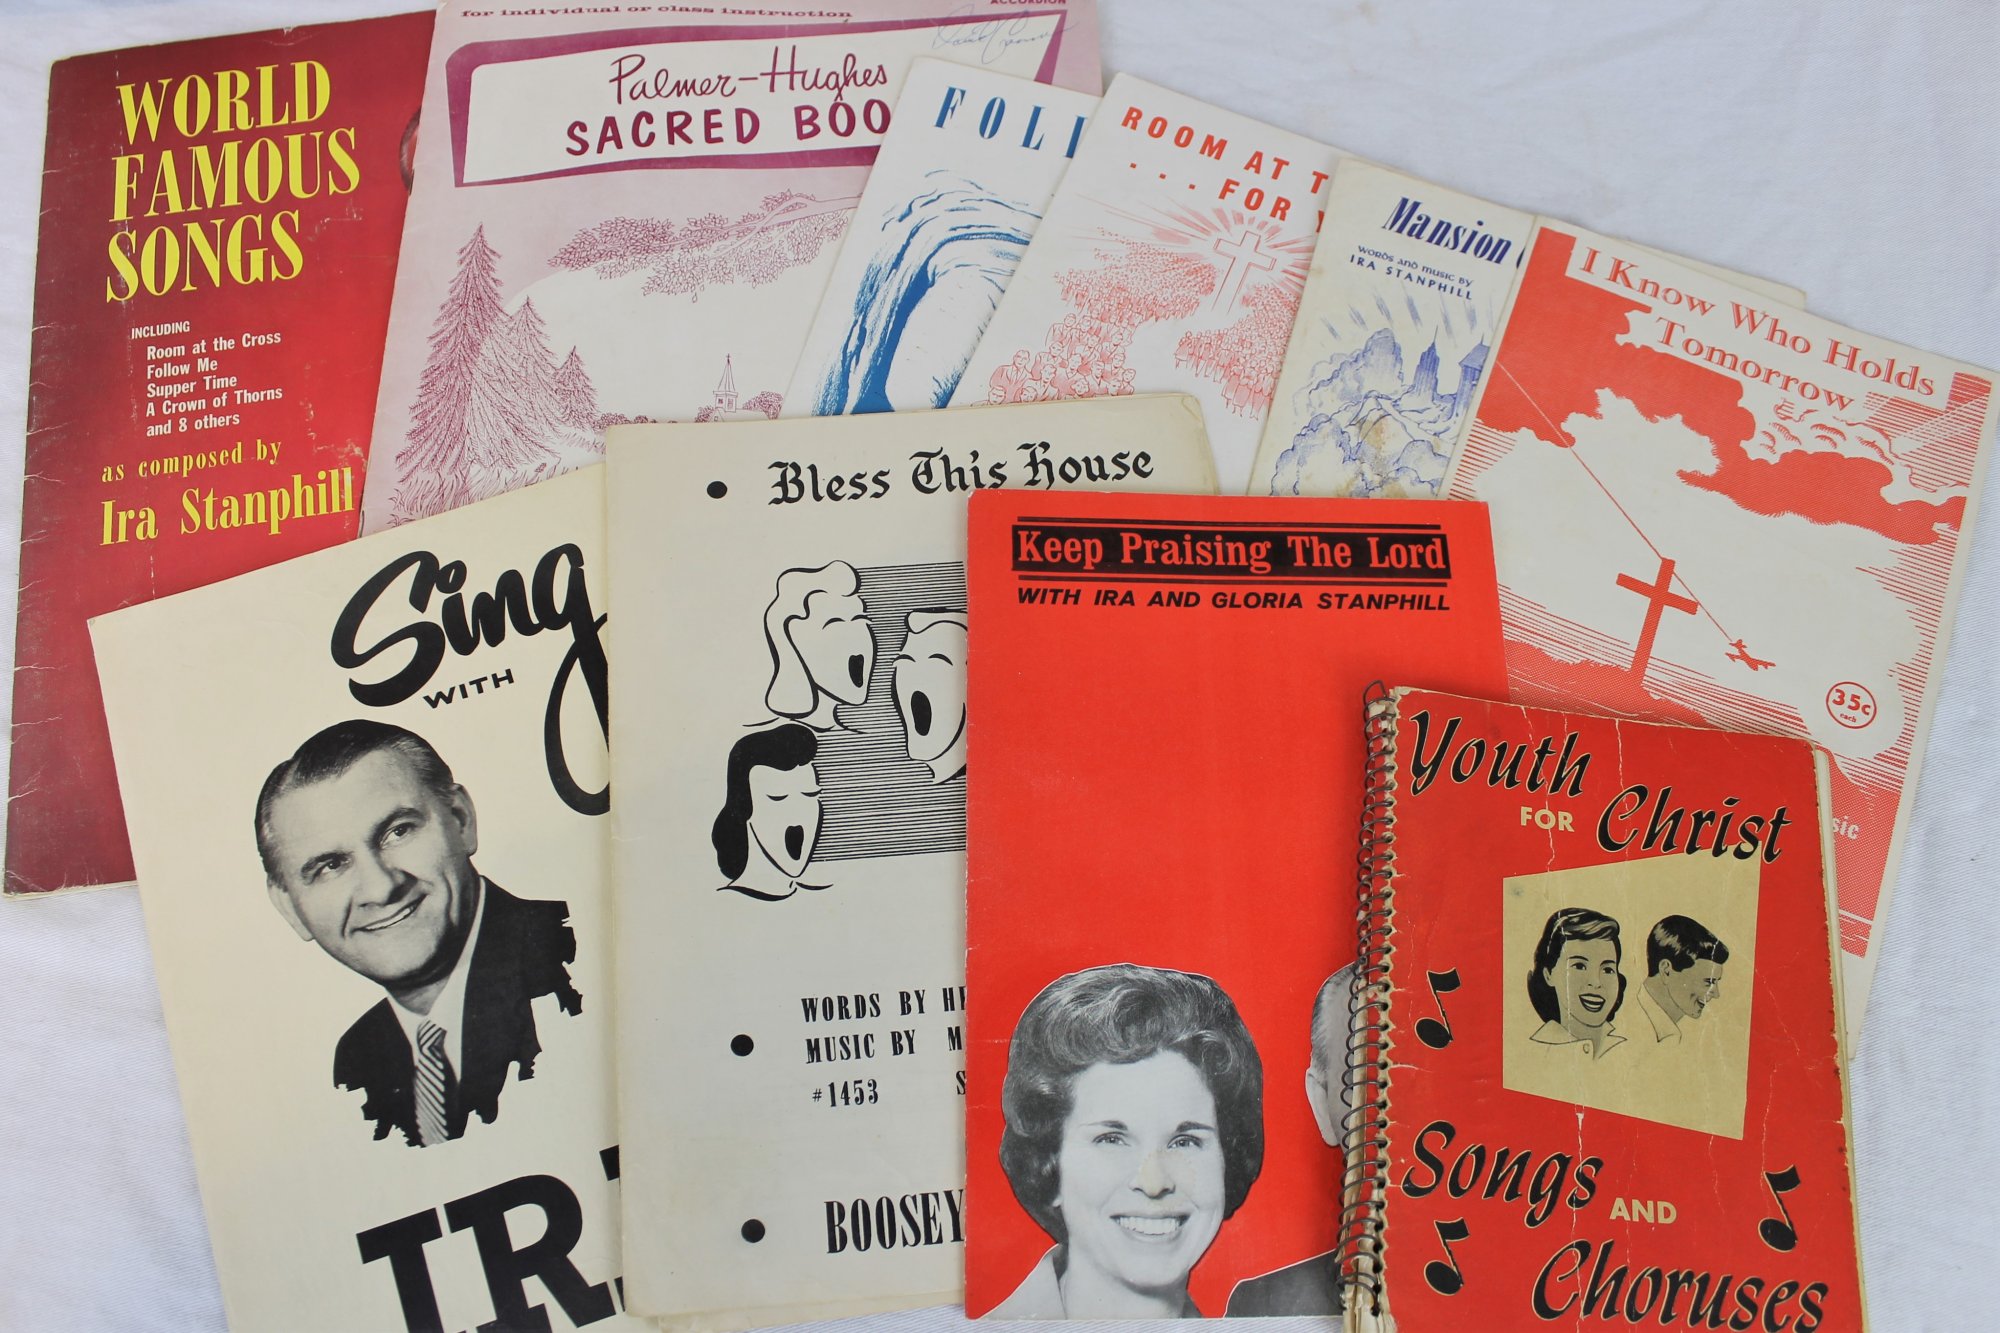 WORLD
FAMOUS
SONGS
INCLUDING
Room at the Cross
Follow Me
Supper Time
A Crown of Thorns
and 8 others
as composed by
Ira Stanphill
for individual or class instruction
ACCORDION
Palmer-Hughes
SACRED BOO
FOLL
ROOM AT T
...FOR Y
Mansion
WORDS AND MUSIC BY
IRA STANPHILL
I Know Who Holds
Tomorrow
35c
each
sic
Sing
WITH
IR
Bless This House
WORDS BY HE
MUSIC BY M
#1453 S
BOOSEY
Keep Praising The Lord
WITH IRA AND GLORIA STANPHILL
Youth
FOR Christ
Songs AND
Choruses